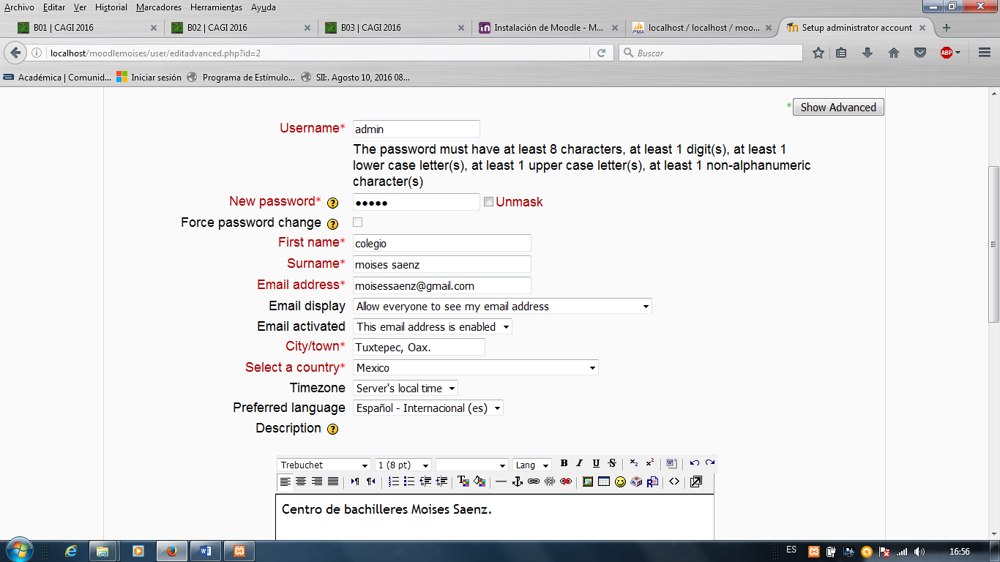 Archivo Editar Ver Historial Marcadores Herramientas Ayuda
B01 | CAGI 2016 B02 | CAGI 2016 B03 | CAGI 2016 Instalación de Moodle - M... localhost / localhost / moo... Setup administrator account
localhost/moodlemoises/user/editadvanced.php?id=2 Buscar ABP
Académica | Comunid... Iniciar sesión Programa de Estímulo... SII:. Agosto 10, 2016 08...
* Show Advanced
Username* admin
The password must have at least 8 characters, at least 1 digit(s), at least 1
lower case letter(s), at least 1 upper case letter(s), at least 1 non-alphanumeric
character(s)
New password* ●●●●● Unmask
Force password change
First name* colegio
Surname* moises saenz
Email address* moisessaenz@gmail.com
Email display Allow everyone to see my email address
Email activated This email address is enabled
City/town* Tuxtepec, Oax.
Select a country* Mexico
Timezone Server's local time
Preferred language Español - Internacional (es)
Description
Trebuchet 1 (8 pt) Lang B I U S
Centro de bachilleres Moises Saenz.
ES 16:56